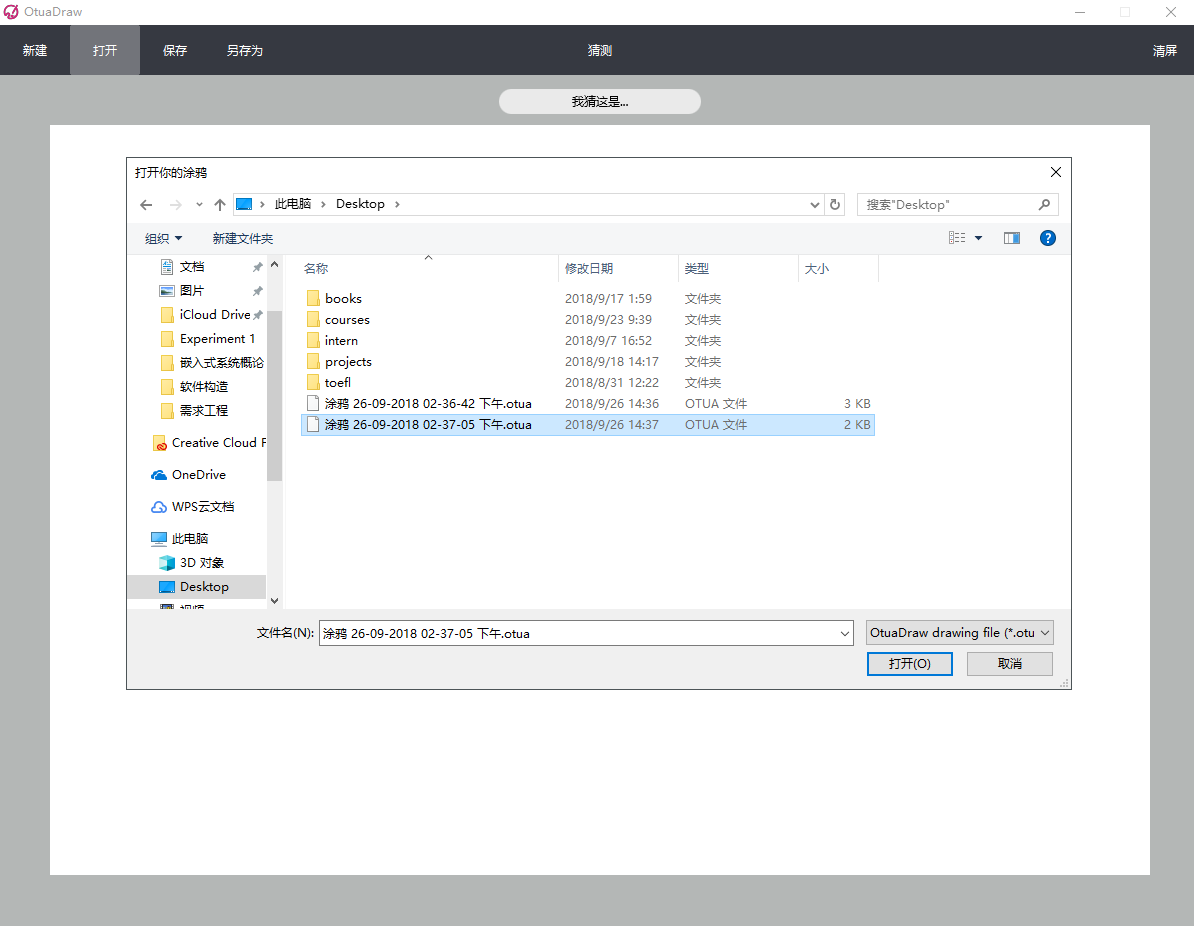 OtuaDraw
新建 打开 保存 另存为 猜测 清屏
我猜这是...
打开你的涂鸦
此电脑 Desktop 搜索"Desktop"
组织 新建文件夹
名称 修改日期 类型 大小
文档
图片
iCloud Drive
Experiment 1
嵌入式系统概论
软件构造
需求工程
Creative Cloud F
OneDrive
WPS云文档
此电脑
3D 对象
Desktop
books 2018/9/17 1:59 文件夹
courses 2018/9/23 9:39 文件夹
intern 2018/9/7 16:52 文件夹
projects 2018/9/18 14:17 文件夹
toefl 2018/8/31 12:22 文件夹
涂鸦 26-09-2018 02-36-42 下午.otua 2018/9/26 14:36 OTUA 文件 3 KB
涂鸦 26-09-2018 02-37-05 下午.otua 2018/9/26 14:37 OTUA 文件 2 KB
文件名(N): 涂鸦 26-09-2018 02-37-05 下午.otua OtuaDraw drawing file (*.otu
打开(O) 取消